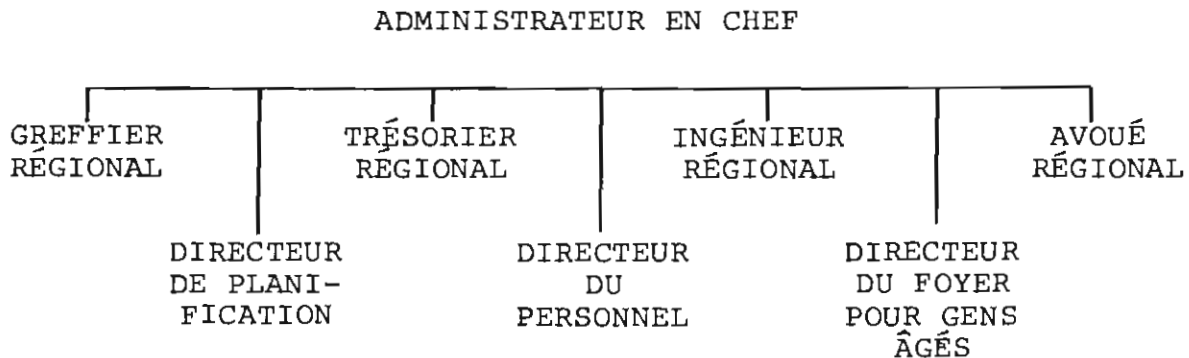 ADMINISTRATEUR EN CHEF
GREFFIER
RÉGIONAL
TRÉSORIER
RÉGIONAL
INGÉNIEUR
RÉGIONAL
AVOUÉ
RÉGIONAL
DIRECTEUR
DE PLANI-
FICATION
DIRECTEUR
DU
PERSONNEL
DIRECTEUR
DU FOYER
POUR GENS
ÂGÉS